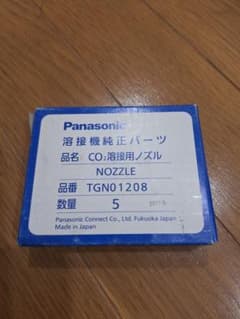 Panasonic
溶接機純正パーツ
品名 CO₂溶接用ノズル
NOZZLE
品番 TGN01208
数量 5
Panasonic Connect Co., Ltd. Fukuoka Japan
Made in Japan